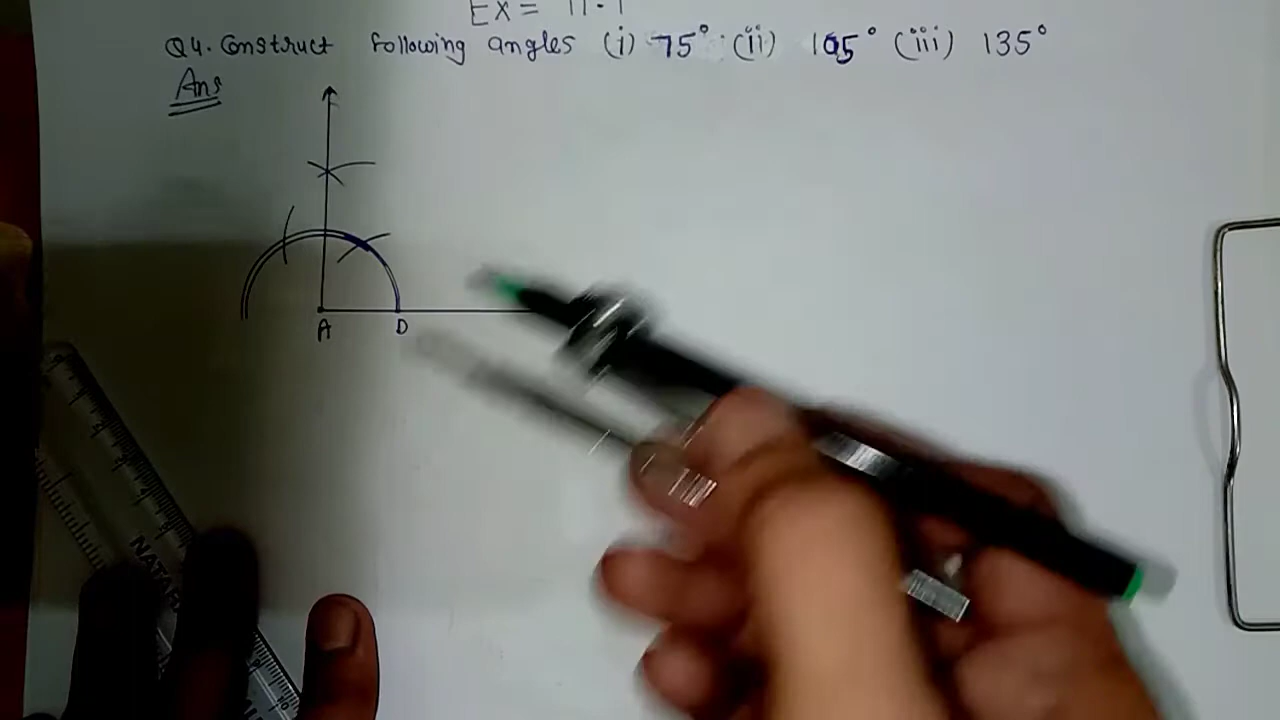 Ex = 11.1
Q4. Construct following angles (i) 75° (ii) 105° (iii) 135°
Ans
A D